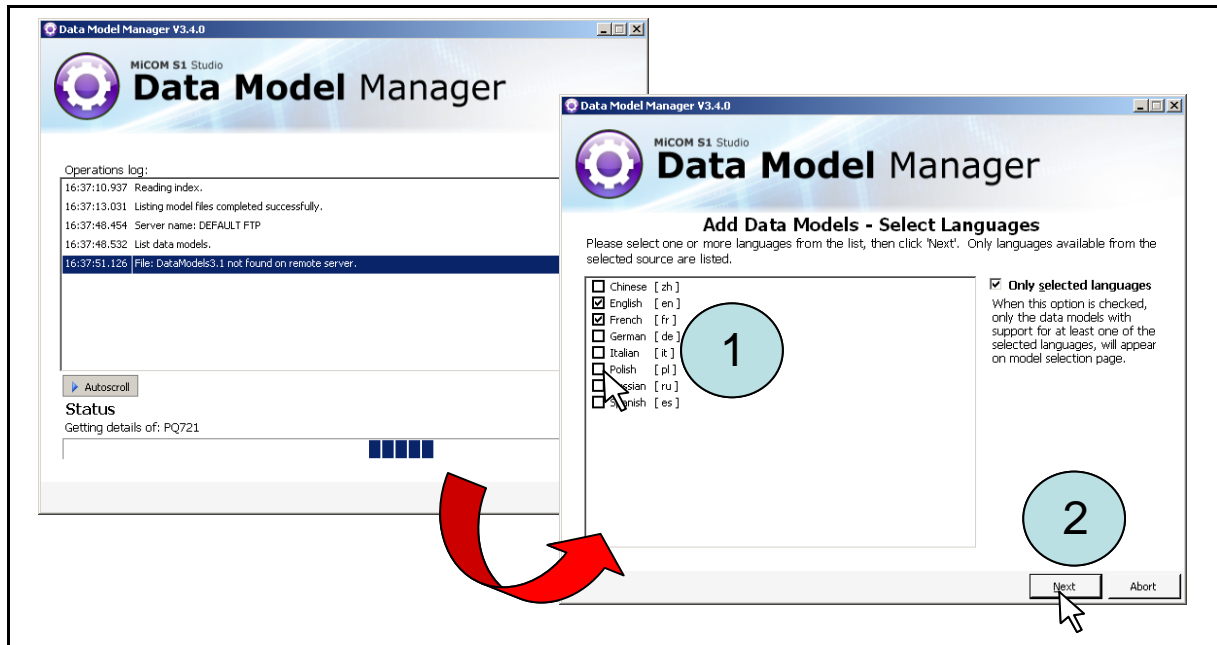 Data Model Manager V3.4.0
MiCOM S1 Studio
Data Model Manager
Operations log:
16:37:10.937 Reading index.
16:37:13.031 Listing model files completed successfully.
16:37:48.454 Server name: DEFAULT FTP
16:37:48.532 List data models.
16:37:51.126 File: DataModels3.1 not found on remote server.
Autoscroll
Status
Getting details of: PQ721
Data Model Manager V3.4.0
MiCOM S1 Studio
Data Model Manager
Add Data Models - Select Languages
Please select one or more languages from the list, then click 'Next'. Only languages available from the
selected source are listed.
Chinese [ zh ]
English [ en ]
French [ fr ]
German [ de ]
Italian [ it ]
Polish [ pl ]
Russian [ ru ]
Spanish [ es ]
1
Only selected languages
When this option is checked,
only the data models with
support for at least one of the
selected languages, will appear
on model selection page.
2
Next
Abort